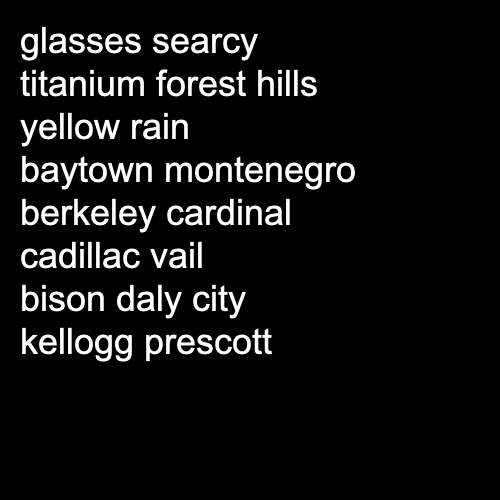 glasses searcy
titanium forest hills
yellow rain
baytown montenegro
berkeley cardinal
cadillac vail
bison daly city
kellogg prescott